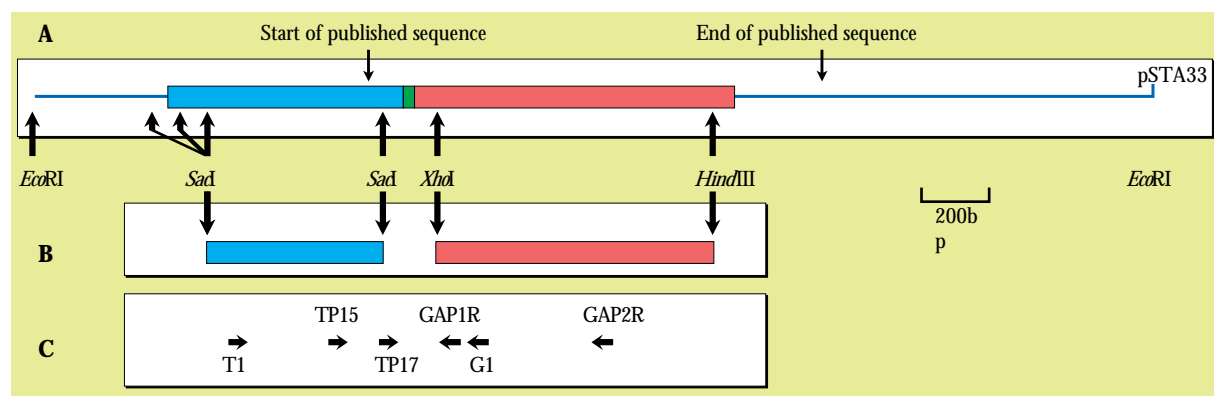 A
Start of published sequence
End of published sequence
pSTA33
EcoRI
SacI
SacI
XhoI
HindIII
EcoRI
200b
p
B
TP15
GAP1R
GAP2R
C
T1
TP17
G1